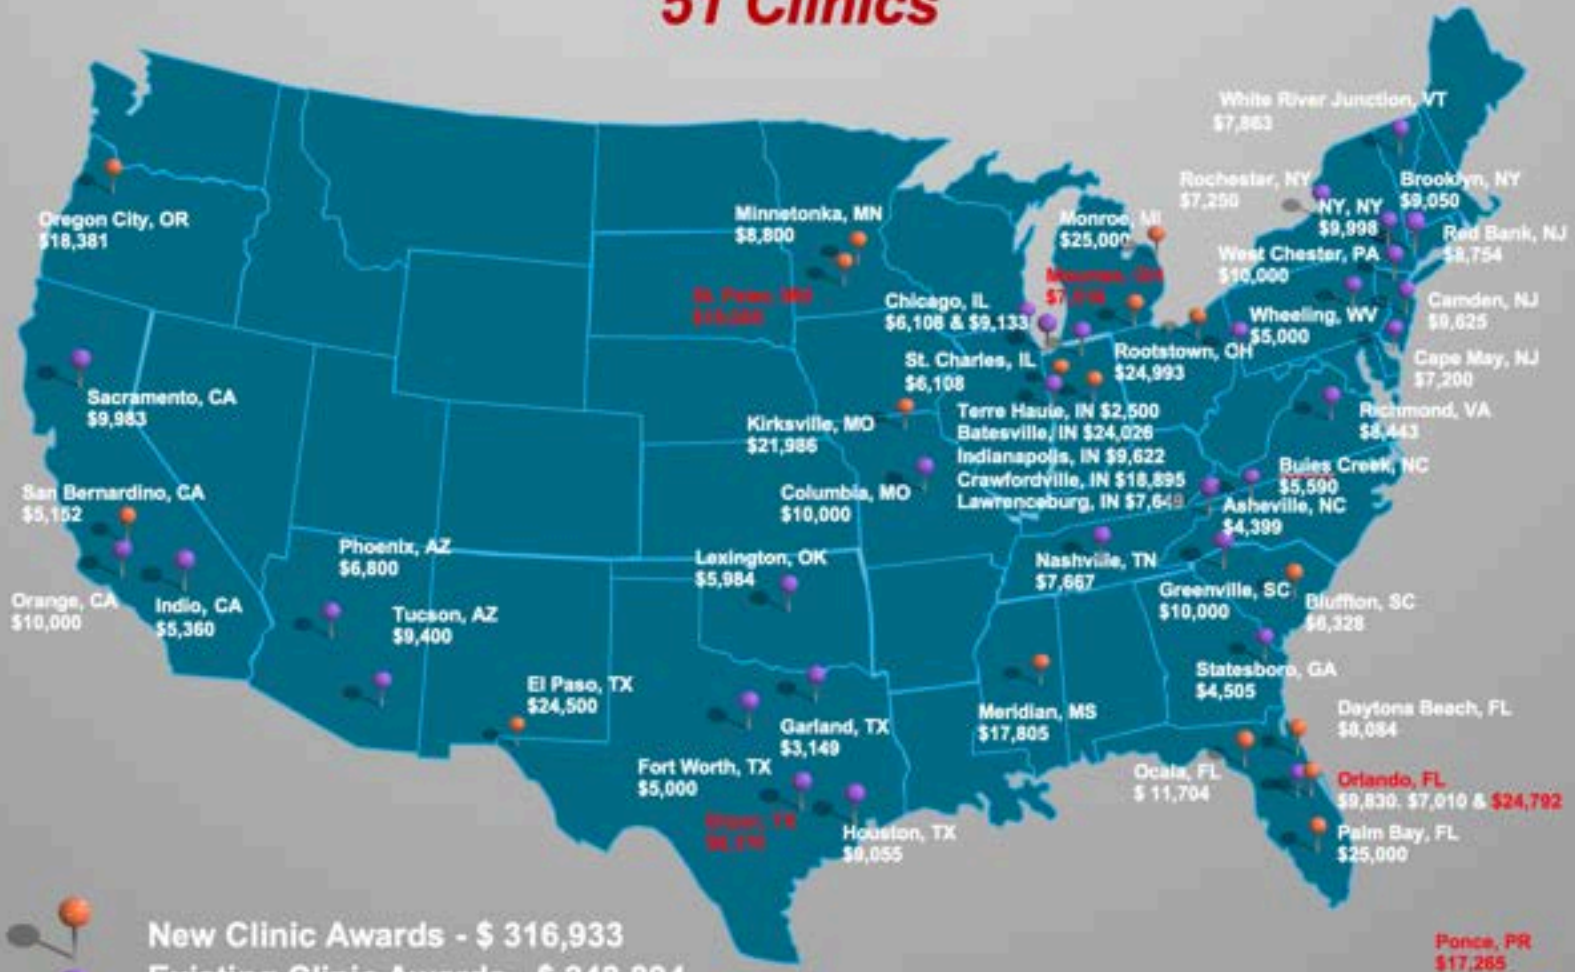 51 Clinics
White River Junction, VT
$7,863
Rochester, NY
$7,250
Brooklyn, NY
$9,050
NY, NY
$9,998
Red Bank, NJ
$8,754
West Chester, PA
$10,000
Camden, NJ
$9,625
Wheeling, WV
$5,000
Cape May, NJ
$7,200
Oregon City, OR
$18,381
Minnetonka, MN
$8,800
Monroe, MI
$25,000
Chicago, IL
$6,108 & $9,133
Rootstown, OH
$24,993
St. Charles, IL
$6,108
Sacramento, CA
$9,983
Kirksville, MO
$21,986
Terre Haute, IN $2,500
Batesville, IN $24,026
Indianapolis, IN $9,622
Crawfordville, IN $18,895
Lawrenceburg, IN $7,649
Richmond, VA
$8,443
Buies Creek, NC
$5,590
Asheville, NC
$4,399
Columbia, MO
$10,000
San Bernardino, CA
$5,152
Phoenix, AZ
$6,800
Lexington, OK
$5,984
Nashville, TN
$7,667
Greenville, SC
$10,000
Bluffton, SC
$6,328
Orange, CA
$10,000
Indio, CA
$5,360
Tucson, AZ
$9,400
El Paso, TX
$24,500
Statesboro, GA
$4,505
Garland, TX
$3,149
Meridian, MS
$17,805
Daytona Beach, FL
$8,084
Fort Worth, TX
$5,000
Ocala, FL
$ 11,704
Orlando, FL
$9,830. $7,010 & $24,792
Houston, TX
$9,055
Palm Bay, FL
$25,000
New Clinic Awards - $ 316,933
Existing Clinic Awards - $
Ponce, PR
$17,265